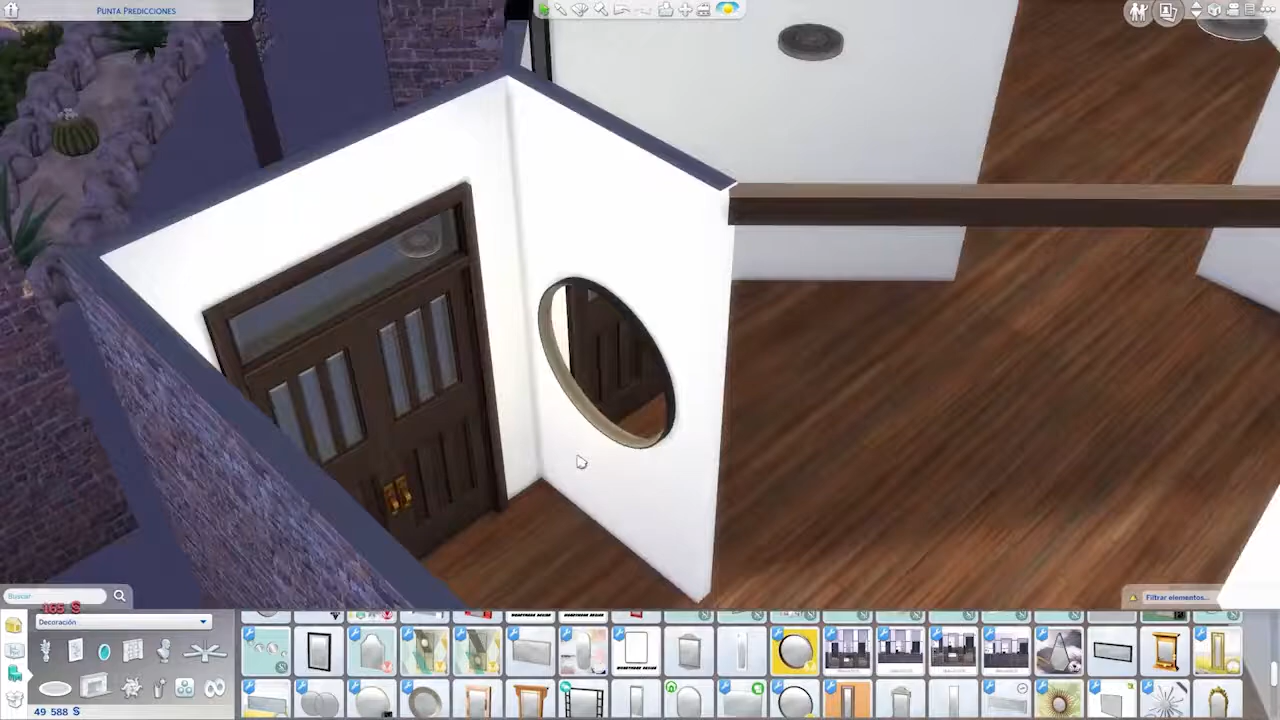 PUNTA PREDICCIONES
Buscar
-165 $
Decoración
Filtrar elementos...
49 588 $